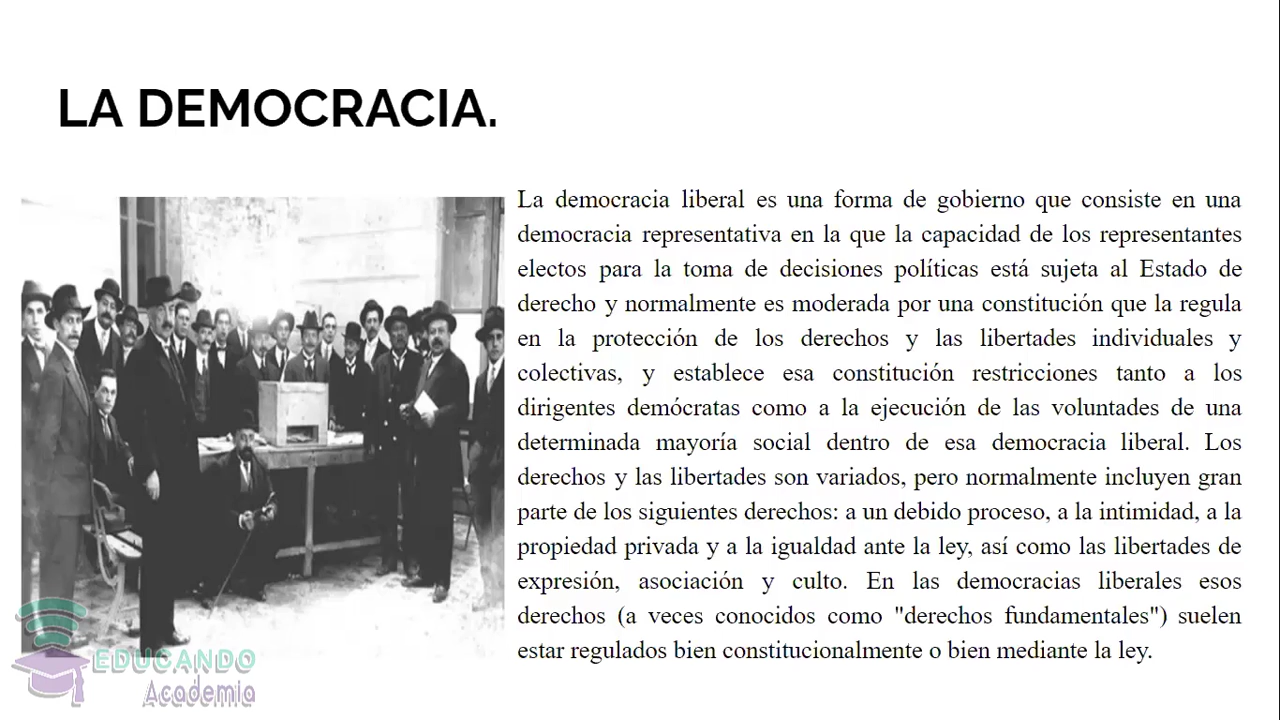 LA DEMOCRACIA.
La democracia liberal es una forma de gobierno que consiste en una
democracia representativa en la que la capacidad de los representantes
electos para la toma de decisiones políticas está sujeta al Estado de
derecho y normalmente es moderada por una constitución que la regula
en la protección de los derechos y las libertades individuales y
colectivas, y establece esa constitución restricciones tanto a los
dirigentes demócratas como a la ejecución de las voluntades de una
determinada mayoría social dentro de esa democracia liberal. Los
derechos y las libertades son variados, pero normalmente incluyen gran
parte de los siguientes derechos: a un debido proceso, a la intimidad, a la
propiedad privada y a la igualdad ante la ley, así como las libertades de
expresión, asociación y culto. En las democracias liberales esos
derechos (a veces conocidos como "derechos fundamentales") suelen
estar regulados bien constitucionalmente o bien mediante la ley.
EDUCANDO
Academia